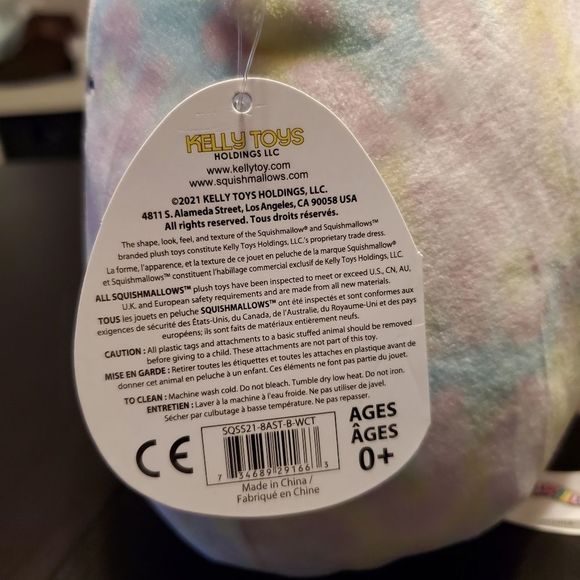 KELLY TOYS
HOLDINGS LLC
www.kellytoy.com
www.squishmallows.com
©2021 KELLY TOYS HOLDINGS, LLC.
4811 S. Alameda Street, Los Angeles, CA 90058 USA
All rights reserved. Tous droits réservés.
The shape, look, feel, and texture of the Squishmallow® and Squishmallows™
branded plush toys constitute Kelly Toys Holdings, LLC.'s proprietary trade dress.
La forme, l'apparence, et la texture de ce jouet en peluche de la marque Squishmallow®
et Squishmallows™ constituent l'habillage commercial exclusif de Kelly Toys Holdings, LLC.
ALL SQUISHMALLOWS™ plush toys have been inspected to meet or exceed U.S., CN, AU,
U.K. and European safety requirements and are made from all new materials.
TOUS les jouets en peluche SQUISHMALLOWS™ ont été inspectés et sont conformes aux
exigences de sécurité des États-Unis, du Canada, de l'Australie, du Royaume-Uni et des pays
européens; ils sont faits de matériaux entièrement neufs.
CAUTION : All plastic tags and attachments to a basic stuffed animal should be removed
before giving to a child. These attachments are not part of this toy.
MISE EN GARDE : Retirer toutes les étiquettes et toutes les attaches en plastique avant de
donner cet animal en peluche à un enfant. Ces éléments ne font pas partie du jouet.
TO CLEAN : Machine wash cold. Do not bleach. Tumble dry low heat. Do not iron.
ENTRETIEN : Laver à la machine à l'eau froide. Ne pas utiliser de javel.
Sécher par culbutage à basse température. Ne pas repasser.
SQSS21-8AST-B-WCT
CE
7 34689 29166 3
Made in China /
Fabriqué en Chine
AGES
ÂGES
0+